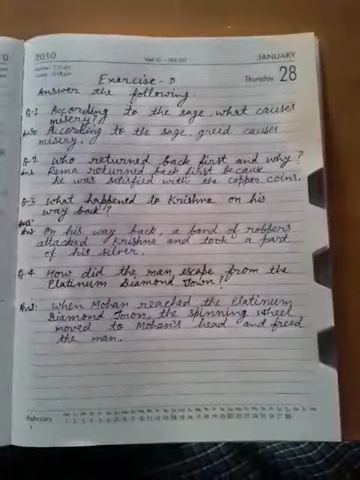 2010
JANUARY
Thursday 28
Exercise-D
Answer the following.
Q.1 According to the sage, what causes
misery?
Ans According to the sage, greed causes
misery.
Q.2 Who returned back first and why?
Ans Rama returned back first because
he was satisfied with the copper coins.
Q.3 What happened to Krishna on his
way back?
Ans: On his way back, a band of robbers
attacked Krishna and took a part
of his silver.
Q.4 How did the man escape from the
Platinum Diamond Town?
Ans: When Mohan reached the Platinum
Diamond Town, the spinning wheel
moved to Mohan's head and freed
the man.
February